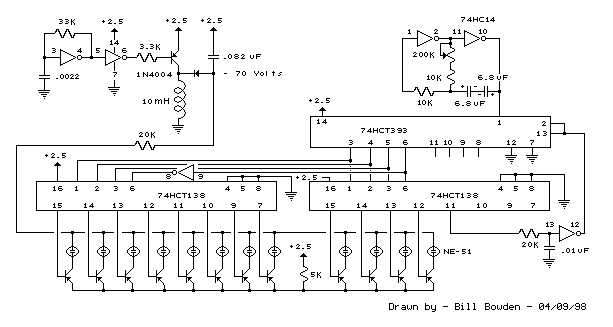 +2.5 +2.5 74HC14
33K
+2.5
3 4 5 14 6 3.3K
7
.0022
1N4004
.082 uF
- 70 Volts
10mH
1 2 11 10
200K
10K
10K
6.8uF
6.8uF
20K
+2.5
14 1 2
13
74HCT393
3 4 5 6 11 10 9 8 12 7
+2.5
8 9
16 1 2 3 6 4 5 8
74HCT138
15 14 13 12 11 10 9 7
+2.5
16 1 2 3 6 4 5 8
74HCT138
15 14 13 12 11 10 9 7
13 12
20K
.01uF
+2.5
5K
NE-51
Drawn by - Bill Bowden - 04/09/98